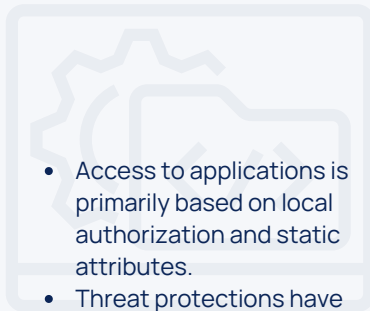 • Access to applications is
primarily based on local
authorization and static
attributes.
• Threat protections have